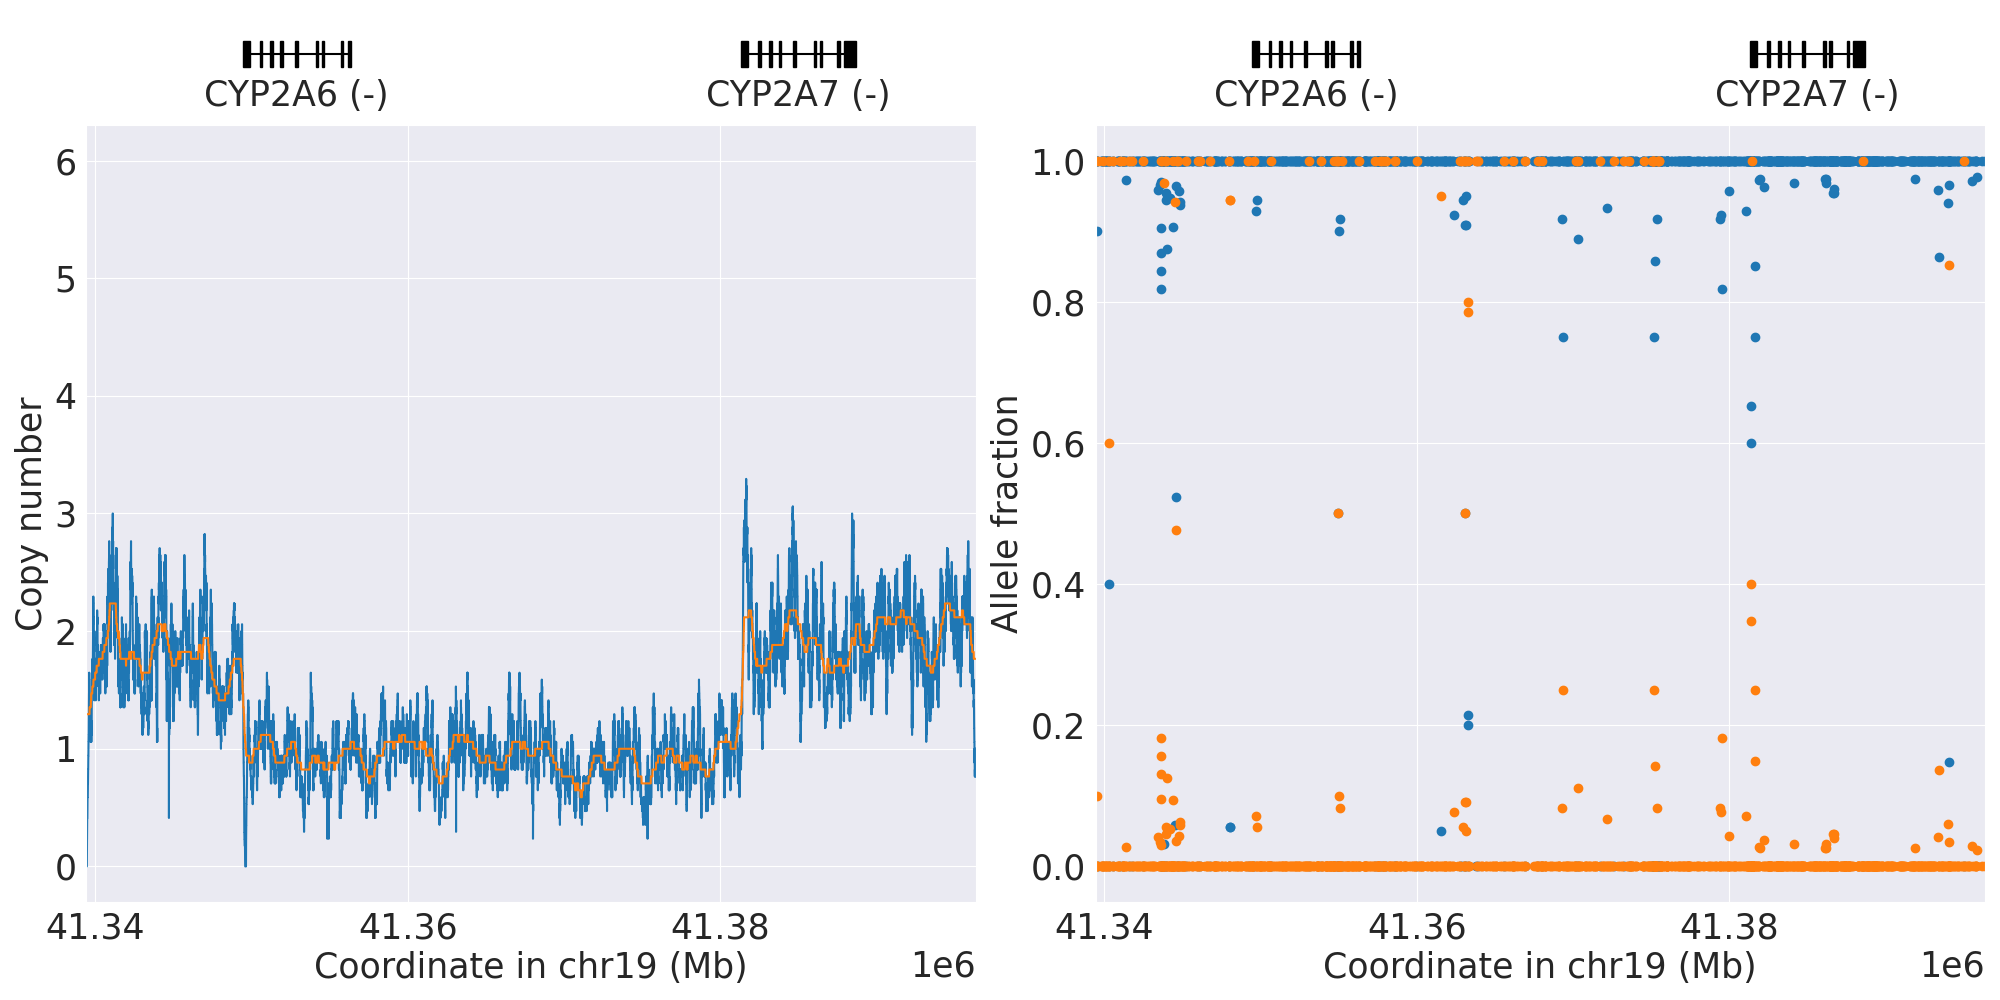 CYP2A6 (-) CYP2A7 (-)
6
5
4
3
2
1
0
Copy number
41.34 41.36 41.38
Coordinate in chr19 (Mb) 1e6
CYP2A6 (-) CYP2A7 (-)
1.0
0.8
0.6
0.4
0.2
0.0
Allele fraction
41.34 41.36 41.38
Coordinate in chr19 (Mb) 1e6